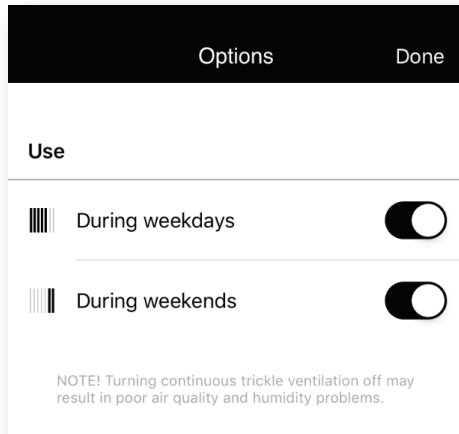 Options
Done
Use
During weekdays
During weekends
NOTE! Turning continuous trickle ventilation off may
result in poor air quality and humidity problems.